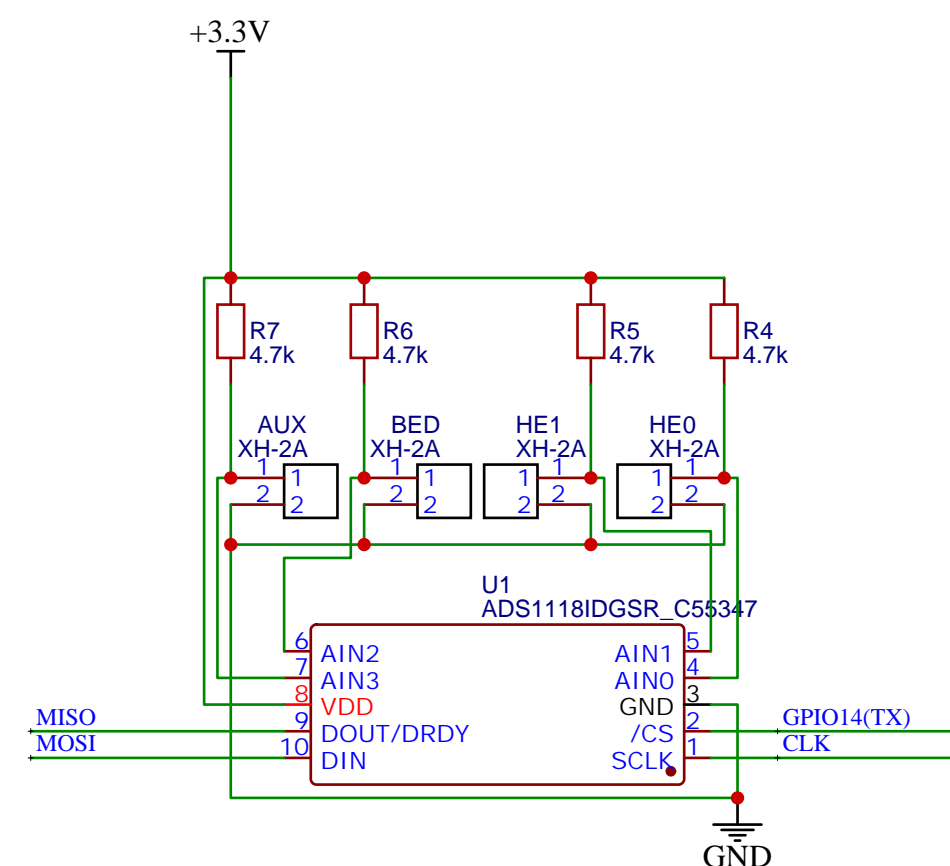 +3.3V
R7
4.7k
R6
4.7k
R5
4.7k
R4
4.7k
AUX
XH-2A
1
2
1
2
BED
XH-2A
1
2
1
2
HE1
XH-2A
1
2
1
2
HE0
XH-2A
1
2
1
2
U1
ADS1118IDGSR_C55347
6 AIN2 AIN1 5
7 AIN3 AIN0 4
8 VDD GND 3
MISO 9 DOUT/DRDY /CS 2 GPIO14(TX)
MOSI 10 DIN SCLK 1 CLK
GND